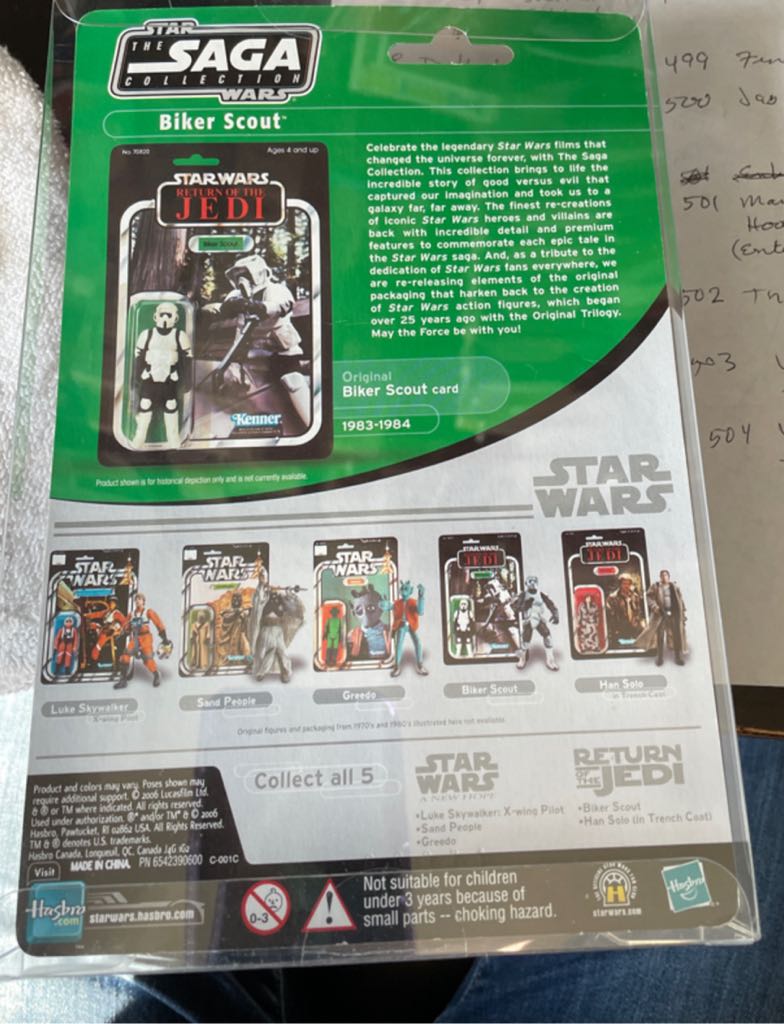 STAR
THE
SAGA
COLLECTION
WARS
Biker Scout™
No. 70820
Ages 4 and up
STAR WARS
RETURN OF THE
JEDI
Biker Scout
Kenner
Celebrate the legendary Star Wars films that
changed the universe forever, with The Saga
Collection. This collection brings to life the
incredible story of good versus evil that
captured our imagination and took us to a
galaxy far, far away. The finest re-creations
of iconic Star Wars heroes and villains are
back with incredible detail and premium
features to commemorate each epic tale in
the Star Wars saga. And, as a tribute to the
dedication of Star Wars fans everywhere, we
are re-releasing elements of the original
packaging that harken back to the creation
of Star Wars action figures, which began
over 25 years ago with the Original Trilogy.
May the Force be with you!
Original
Biker Scout card
1983-1984
Product shown is for historical depiction only and is not currently available.
STAR
WARS
STAR
WARS
STAR
WARS
STAR
WARS
STAR WARS
JEDI
STAR WARS
JEDI
Luke Skywalker
X-wing Pilot
Sand People
Greedo
Biker Scout
Han Solo
in Trench Coat
Original figures and packaging from 1970's and 1980's illustrated here not available.
Product and colors may vary. Poses shown may
require additional support. © 2006 Lucasfilm Ltd.
& ® or TM where indicated. All rights reserved.
Used under authorization. ®* and/or TM* & © 2006
Hasbro, Pawtucket, RI 02862 USA. All Rights Reserved.
TM & ® denotes U.S. trademarks.
Hasbro Canada, Longueuil, QC, Canada J4G 1G2
MADE IN CHINA. PN 6542390600 C-001C
Collect all 5
STAR
WARS
A NEW HOPE
•Luke Skywalker: X-wing Pilot
•Sand People
•Greedo
RETURN
OF THE JEDI
•Biker Scout
•Han Solo (in Trench Coat)
Visit
Hasbro
.com
starwars.hasbro.com
0-3
Not suitable for children
under 3 years because of
small parts -- choking hazard.
starwars.com
Hasbro
499
500
501
502
503
504